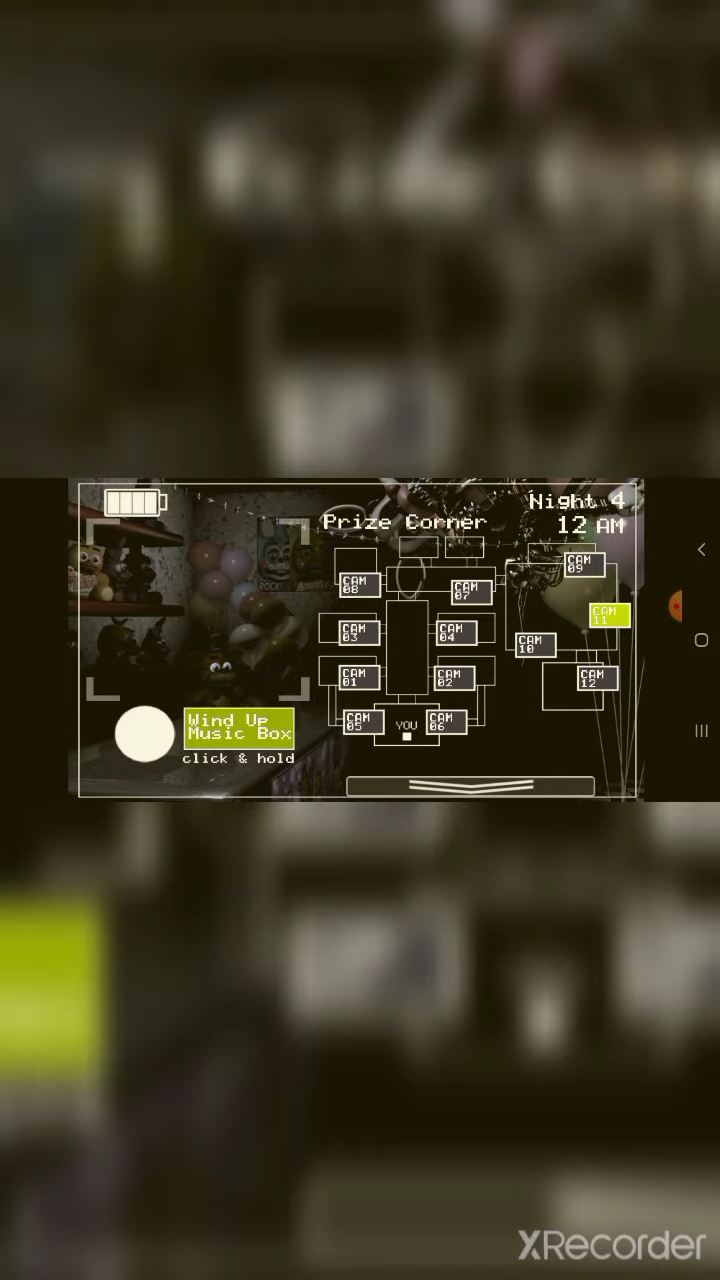 Night 4
Prize Corner
12 AM
CAM
09
CAM
08
CAM
07
CAM
11
CAM
03
CAM
04
CAM
10
CAM
01
CAM
02
CAM
12
CAM
05
YOU
CAM
06
Wind Up
Music Box
click & hold
XRecorder